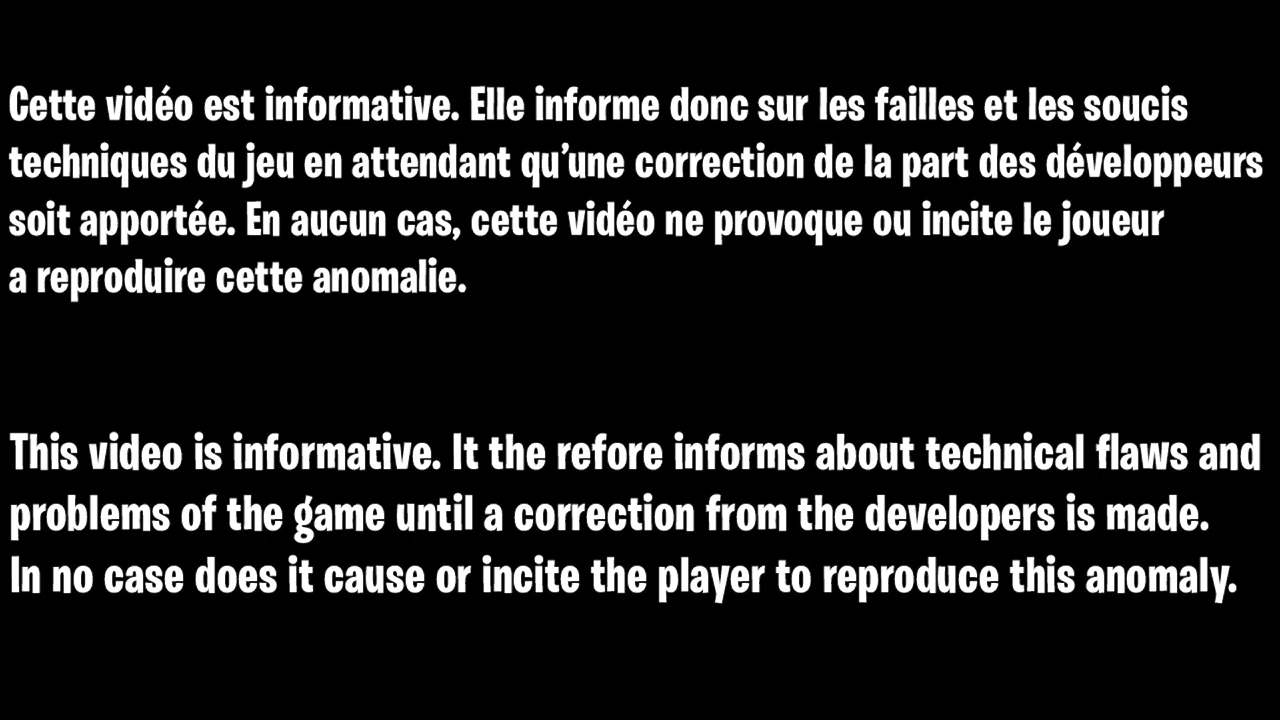 Cette vidéo est informative. Elle informe donc sur les failles et les soucis
techniques du jeu en attendant qu'une correction de la part des développeurs
soit apportée. En aucun cas, cette vidéo ne provoque ou incite le joueur
a reproduire cette anomalie.
This video is informative. It the refore informs about technical flaws and
problems of the game until a correction from the developers is made.
In no case does it cause or incite the player to reproduce this anomaly.